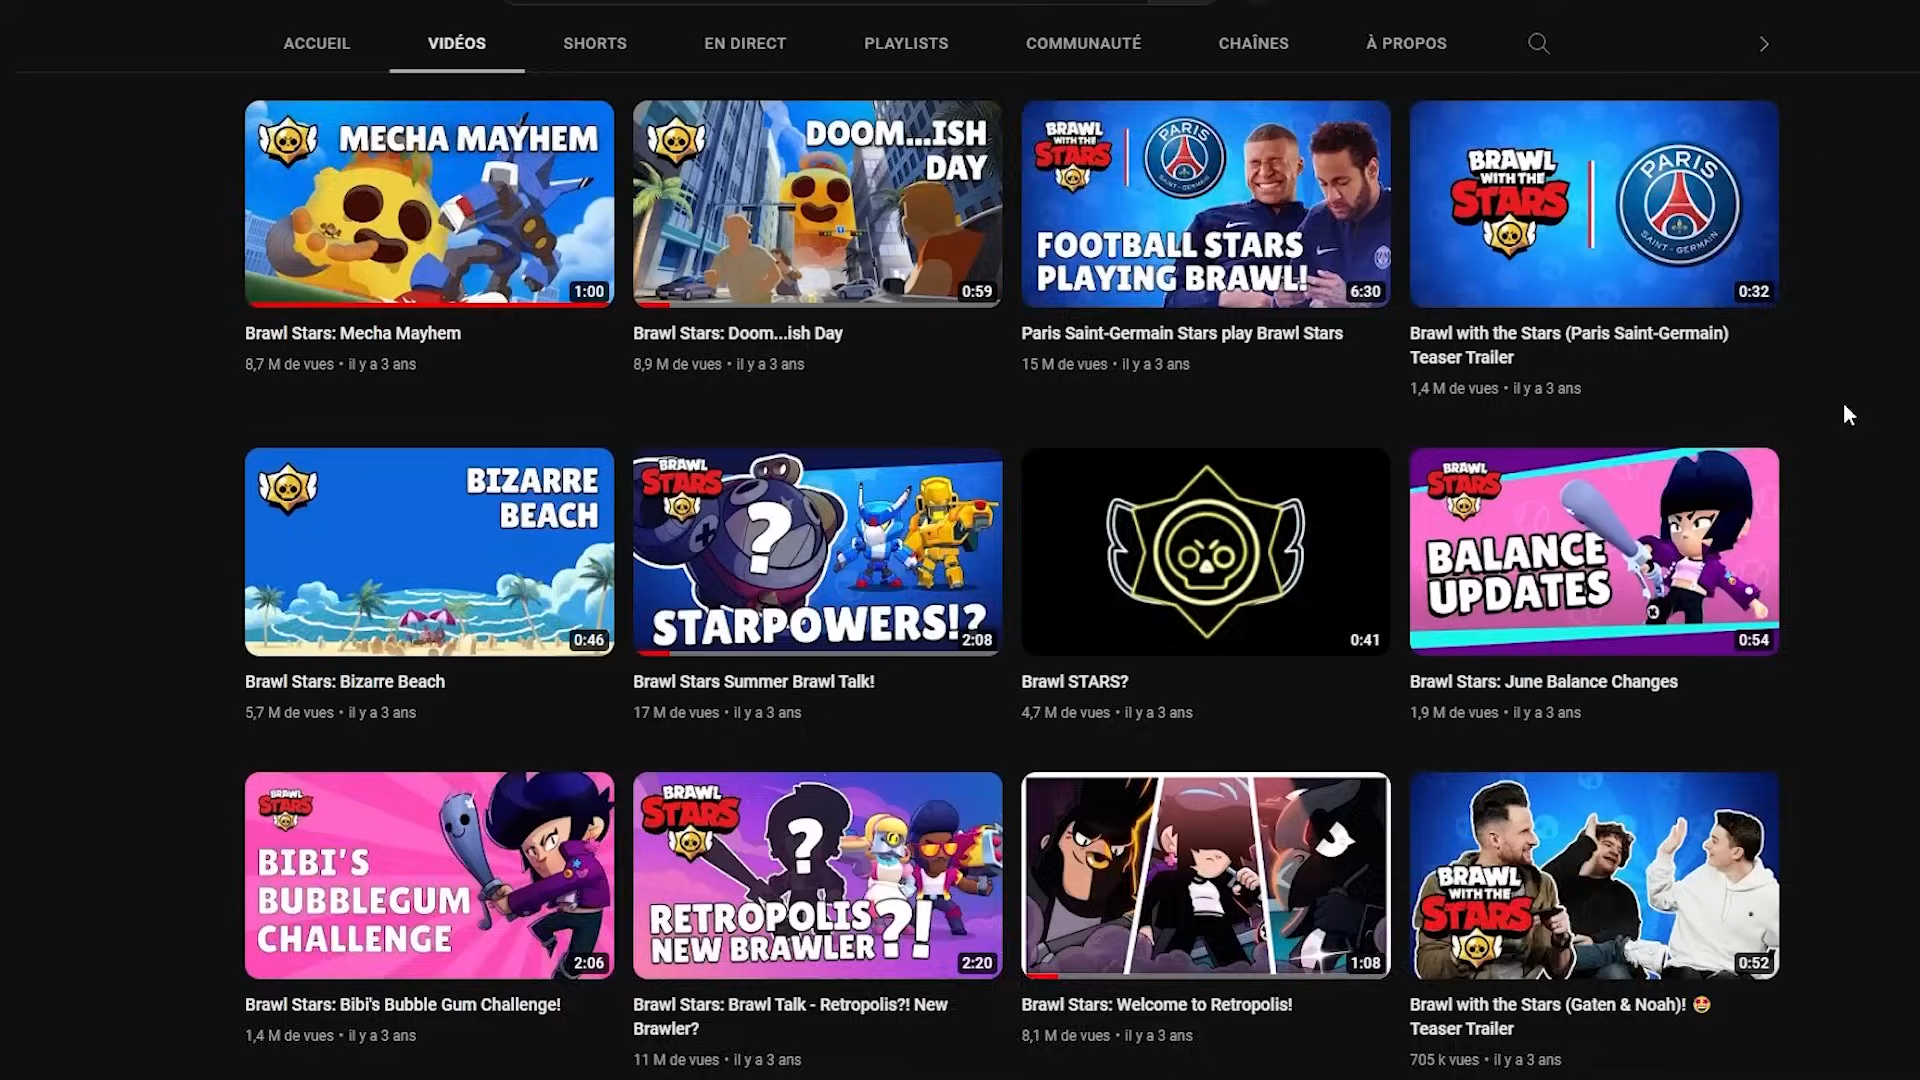 ACCUEIL VIDÉOS SHORTS EN DIRECT PLAYLISTS COMMUNAUTÉ CHAÎNES À PROPOS
MECHA MAYHEM
1:00
Brawl Stars: Mecha Mayhem
8,7 M de vues • il y a 3 ans
DOOM...ISH
DAY
0:59
Brawl Stars: Doom...ish Day
8,9 M de vues • il y a 3 ans
BRAWL
WITH THE
STARS
PARIS
SAINT-GERMAIN
FOOTBALL STARS
PLAYING BRAWL!
6:30
Paris Saint-Germain Stars play Brawl Stars
15 M de vues • il y a 3 ans
BRAWL
WITH THE
STARS
PARIS
SAINT-GERMAIN
0:32
Brawl with the Stars (Paris Saint-Germain)
Teaser Trailer
1,4 M de vues • il y a 3 ans
BIZARRE
BEACH
0:46
Brawl Stars: Bizarre Beach
5,7 M de vues • il y a 3 ans
BRAWL
STARS
?
STARPOWERS!?
2:08
Brawl Stars Summer Brawl Talk!
17 M de vues • il y a 3 ans
0:41
Brawl STARS?
4,7 M de vues • il y a 3 ans
BRAWL
STARS
BALANCE
UPDATES
0:54
Brawl Stars: June Balance Changes
1,9 M de vues • il y a 3 ans
BRAWL
STARS
BIBI'S
BUBBLEGUM
CHALLENGE
2:06
Brawl Stars: Bibi's Bubble Gum Challenge!
1,4 M de vues • il y a 3 ans
BRAWL
STARS
?
RETROPOLIS
NEW BRAWLER?!
2:20
Brawl Stars: Brawl Talk - Retropolis?! New
Brawler?
11 M de vues • il y a 3 ans
1:08
Brawl Stars: Welcome to Retropolis!
8,1 M de vues • il y a 3 ans
BRAWL
WITH THE
STARS
0:52
Brawl with the Stars (Gaten & Noah)! 🤩
Teaser Trailer
705 k vues • il y a 3 ans